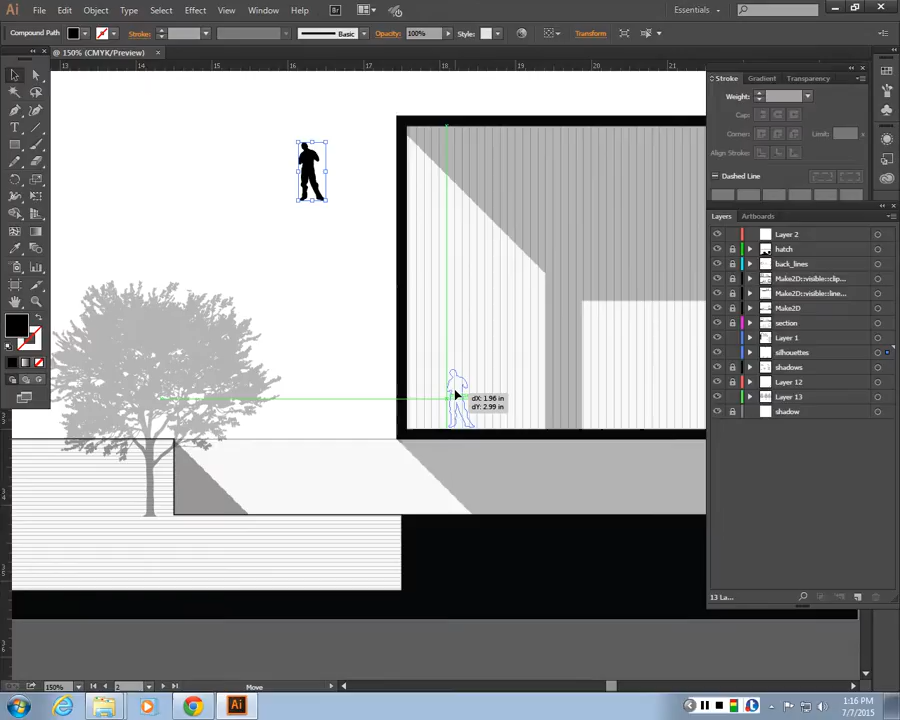 Ai File Edit Object Type Select Effect View Window Help Br Essentials
Compound Path Stroke: Basic Opacity: 100% Style: Transform
@ 150% (CMYK/Preview) ×
13 14 15 16 17 18 19 20 21
Stroke Gradient Transparency
Weight:
Cap:
Corner: Limit:
Align Stroke:
Dashed Line
Layers Artboards
Layer 2
hatch
back_lines
Make2D::visible::clip...
Make2D::visible::line...
Make2D
section
Layer 1
silhouettes
shadows
Layer 12
Layer 13
shadow
dX: 1.96 in
dY: 2.99 in
13 La...
150% 2 Move
Ai
1:16 PM
7/7/2015